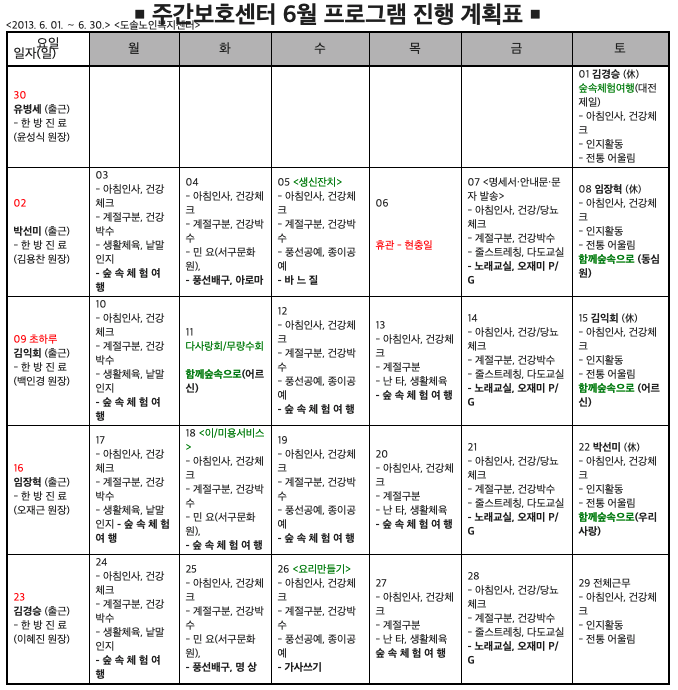 ■ 주간보호센터 6월 프로그램 진행 계획표 ■
<2013. 6. 01. ~ 6. 30.> <도솔노인복지센터>
요일
일자(일)
월
화
수
목
금
토
30
유병세 (출근)
- 한 방 진 료
(윤성식 원장)
01 김경승 (休)
숲속체험여행(대전
제일)
- 아침인사, 건강체
크
- 인지활동
- 전통 어울림
02
박선미 (출근)
- 한 방 진 료
(김용찬 원장)
03
- 아침인사, 건강
체크
- 계절구분, 건강
박수
- 생활체육, 낱말
인지
- 숲 속 체 험 여
행
04
- 아침인사, 건강체
크
- 계절구분, 건강박
수
- 민 요(서구문화
원),
- 풍선배구, 아로마
05 <생신잔치>
- 아침인사, 건강체
크
- 계절구분, 건강박
수
- 풍선공예, 종이공
예
- 바 느 질
06
휴관 - 현충일
07 <명세서·안내문·문
자 발송>
- 아침인사, 건강/당뇨
체크
- 계절구분, 건강박수
- 줄스트레칭, 다도교실
- 노래교실, 오재미 P/
G
08 임장혁 (休)
- 아침인사, 건강체
크
- 인지활동
- 전통 어울림
함께숲속으로 (동심
원)
09 초하루
김익회 (출근)
- 한 방 진 료
(백인경 원장)
10
- 아침인사, 건강
체크
- 계절구분, 건강
박수
- 생활체육, 낱말
인지
- 숲 속 체 험 여
행
11
다사랑회/무량수회
함께숲속으로(어르
신)
12
- 아침인사, 건강체
크
- 계절구분, 건강박
수
- 풍선공예, 종이공
예
- 숲 속 체 험 여 행
13
- 아침인사, 건강체
크
- 계절구분
- 난 타, 생활체육
- 숲 속 체 험 여 행
14
- 아침인사, 건강/당뇨
체크
- 계절구분, 건강박수
- 줄스트레칭, 다도교실
- 노래교실, 오재미 P/
G
15 김익회 (休)
- 아침인사, 건강체
크
- 인지활동
- 전통 어울림
함께숲속으로 (어르
신)
16
임장혁 (출근)
- 한 방 진 료
(오재근 원장)
17
- 아침인사, 건강
체크
- 계절구분, 건강
박수
- 생활체육, 낱말
인지 - 숲 속 체 험
여 행
18 <이/미용서비스
>
- 아침인사, 건강체
크
- 계절구분, 건강박
수
- 민 요(서구문화
원),
- 숲 속 체 험 여 행
19
- 아침인사, 건강체
크
- 계절구분, 건강박
수
- 풍선공예, 종이공
예
- 숲 속 체 험 여 행
20
- 아침인사, 건강체
크
- 계절구분
- 난 타, 생활체육
- 숲 속 체 험 여 행
21
- 아침인사, 건강/당뇨
체크
- 계절구분, 건강박수
- 줄스트레칭, 다도교실
- 노래교실, 오재미 P/
G
22 박선미 (休)
- 아침인사, 건강체
크
- 인지활동
- 전통 어울림
함께숲속으로(우리
사랑)
23
김경승 (출근)
- 한 방 진 료
(이혜진 원장)
24
- 아침인사, 건강
체크
- 계절구분, 건강
박수
- 생활체육, 낱말
인지
- 숲 속 체 험 여
행
25
- 아침인사, 건강체
크
- 계절구분, 건강박
수
- 민 요(서구문화
원),
- 풍선배구, 명 상
26 <요리만들기>
- 아침인사, 건강체
크
- 계절구분, 건강박
수
- 풍선공예, 종이공
예
- 가사쓰기
27
- 아침인사, 건강체
크
- 계절구분
- 난 타, 생활체육
숲 속 체 험 여 행
28
- 아침인사, 건강/당뇨
체크
- 계절구분, 건강박수
- 줄스트레칭, 다도교실
- 노래교실, 오재미 P/
G
29 전체근무
- 아침인사, 건강체
크
- 인지활동
- 전통 어울림